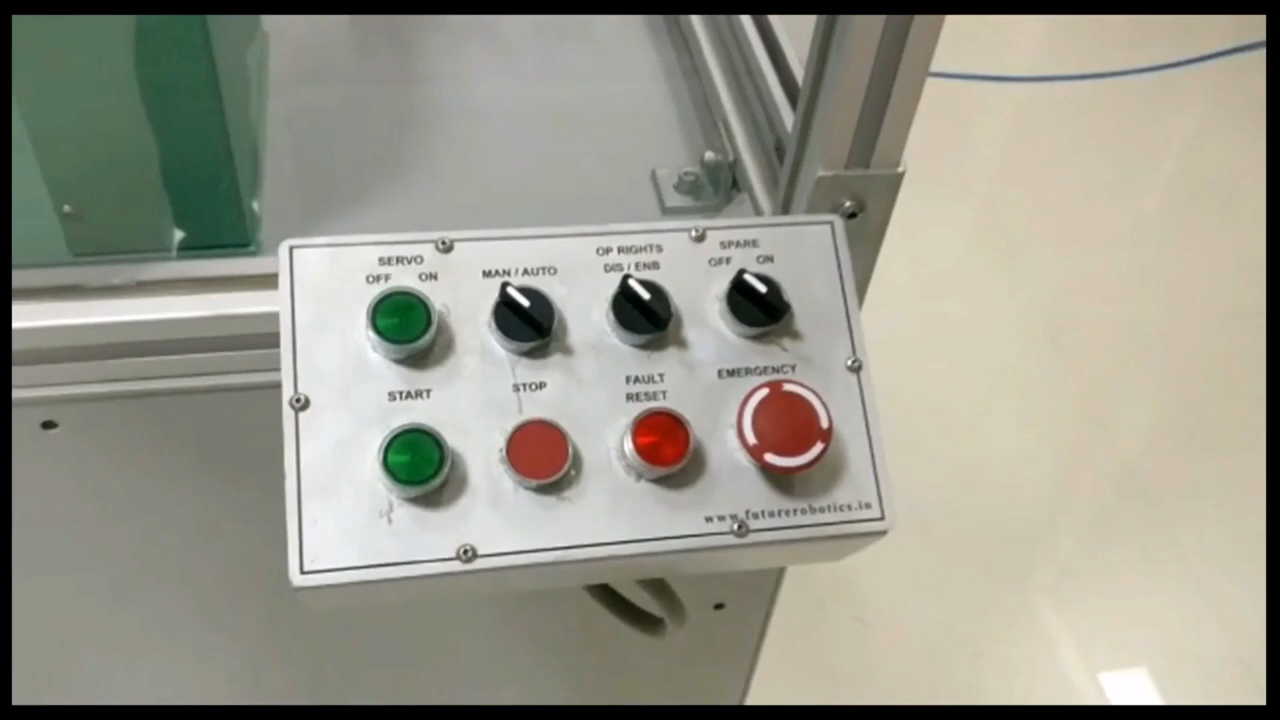 SERVO
OFF ON
MAN / AUTO
OP RIGHTS
DIS / ENB
SPARE
OFF ON
START
STOP
FAULT
RESET
EMERGENCY
www.futurerobotics.in